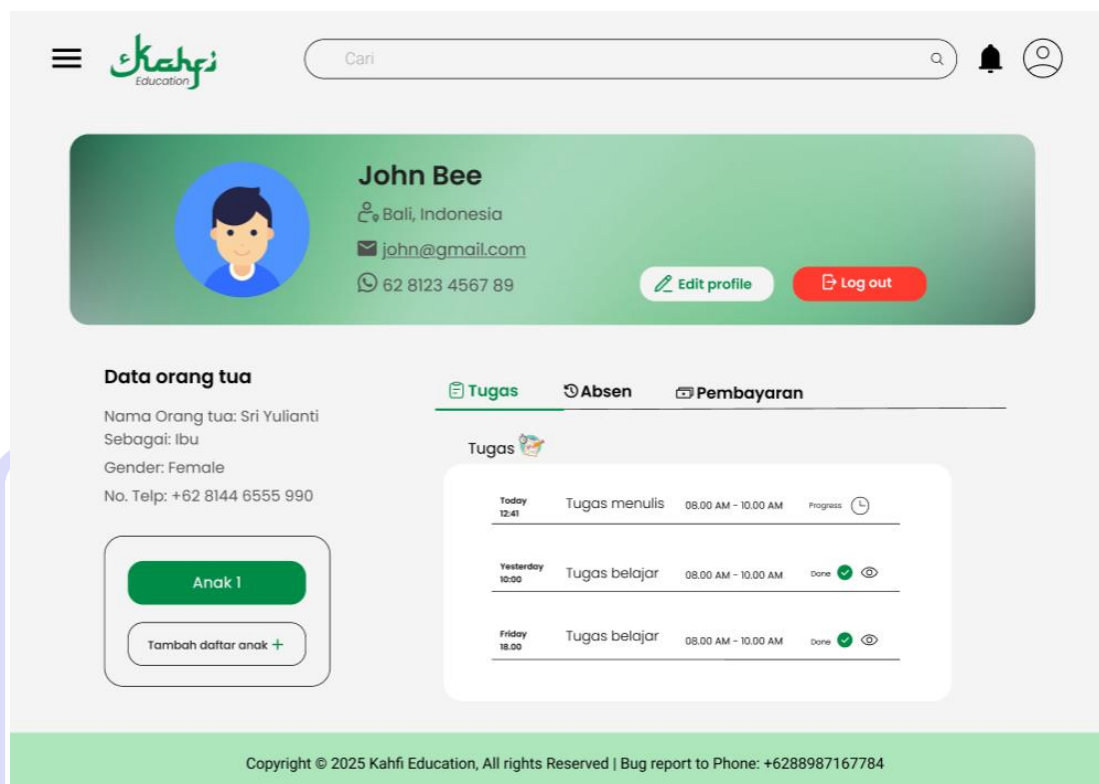 Kahfi
Education
Cari
John Bee
Bali, Indonesia
john@gmail.com
62 8123 4567 89
Edit profile
Log out
Data orang tua
Nama Orang tua: Sri Yulianti
Sebagai: Ibu
Gender: Female
No. Telp: +62 8144 6555 990
Anak 1
Tambah daftar anak +
Tugas Absen Pembayaran
Tugas
Today 12:41 Tugas menulis 08.00 AM - 10.00 AM Progress
Yesterday 10:00 Tugas belajar 08.00 AM - 10.00 AM Done
Friday 18.00 Tugas belajar 08.00 AM - 10.00 AM Done
Copyright © 2025 Kahfi Education, All rights Reserved | Bug report to Phone: +6288987167784